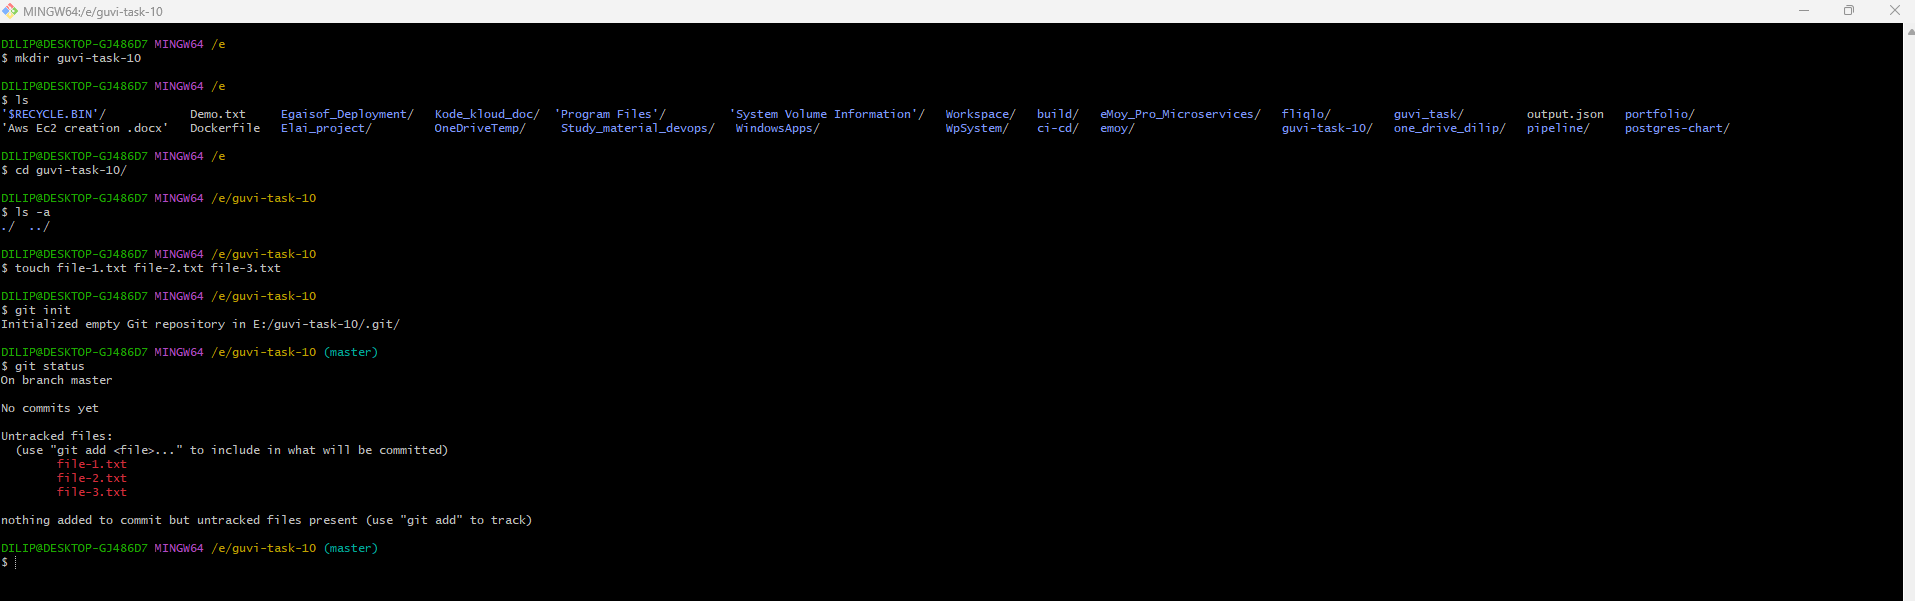 MINGW64:/e/guvi-task-10
DILIP@DESKTOP-GJ486D7 MINGW64 /e
$ mkdir guvi-task-10
DILIP@DESKTOP-GJ486D7 MINGW64 /e
$ ls
'$RECYCLE.BIN'/ Demo.txt Egaisof_Deployment/ Kode_kloud_doc/ 'Program Files'/ 'System Volume Information'/ Workspace/ build/ eMoy_Pro_Microservices/ fliqlo/ guvi_task/ output.json portfolio/
'Aws Ec2 creation .docx' Dockerfile Elai_project/ OneDriveTemp/ Study_material_devops/ WindowsApps/ WpSystem/ ci-cd/ emoy/ guvi-task-10/ one_drive_dilip/ pipeline/ postgres-chart/
DILIP@DESKTOP-GJ486D7 MINGW64 /e
$ cd guvi-task-10/
DILIP@DESKTOP-GJ486D7 MINGW64 /e/guvi-task-10
$ ls -a
./ ../
DILIP@DESKTOP-GJ486D7 MINGW64 /e/guvi-task-10
$ touch file-1.txt file-2.txt file-3.txt
DILIP@DESKTOP-GJ486D7 MINGW64 /e/guvi-task-10
$ git init
Initialized empty Git repository in E:/guvi-task-10/.git/
DILIP@DESKTOP-GJ486D7 MINGW64 /e/guvi-task-10 (master)
$ git status
On branch master
No commits yet
Untracked files:
(use "git add <file>..." to include in what will be committed)
file-1.txt
file-2.txt
file-3.txt
nothing added to commit but untracked files present (use "git add" to track)
DILIP@DESKTOP-GJ486D7 MINGW64 /e/guvi-task-10 (master)
$